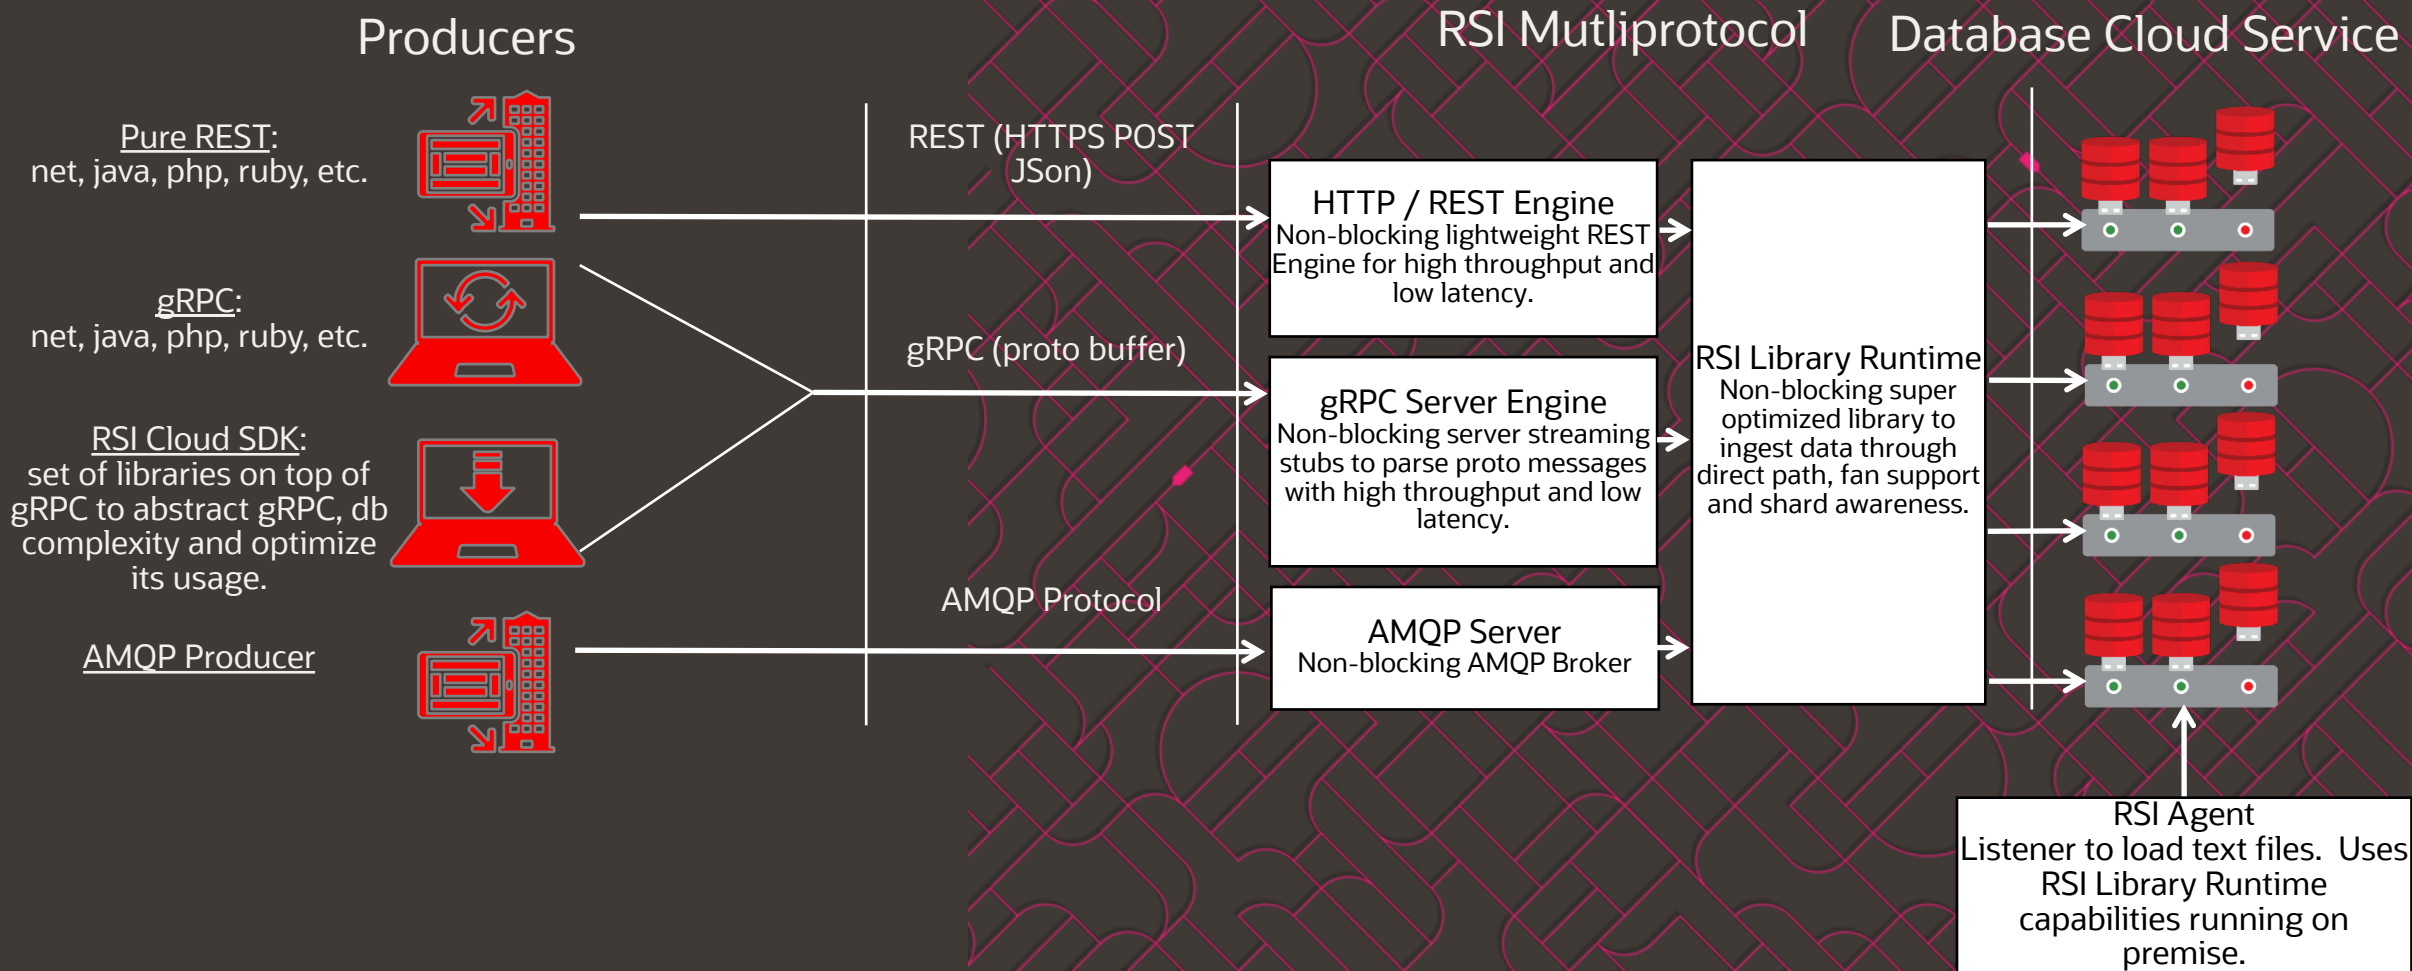 Producers
RSI Mutliprotocol
Database Cloud Service
Pure REST:
net, java, php, ruby, etc.
gRPC:
net, java, php, ruby, etc.
RSI Cloud SDK:
set of libraries on top of
gRPC to abstract gRPC, db
complexity and optimize
its usage.
AMQP Producer
REST (HTTPS POST
JSon)
gRPC (proto buffer)
AMQP Protocol
HTTP / REST Engine
Non-blocking lightweight REST
Engine for high throughput and
low latency.
gRPC Server Engine
Non-blocking server streaming
stubs to parse proto messages
with high throughput and low
latency.
AMQP Server
Non-blocking AMQP Broker
RSI Library Runtime
Non-blocking super
optimized library to
ingest data through
direct path, fan support
and shard awareness.
RSI Agent
Listener to load text files.  Uses
RSI Library Runtime
capabilities running on
premise.